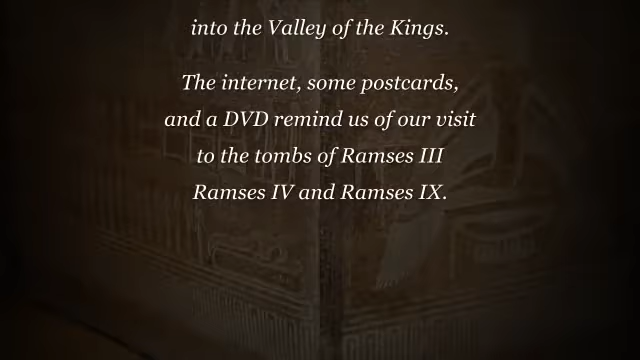 into the Valley of the Kings.
The internet, some postcards,
and a DVD remind us of our visit
to the tombs of Ramses III
Ramses IV and Ramses IX.